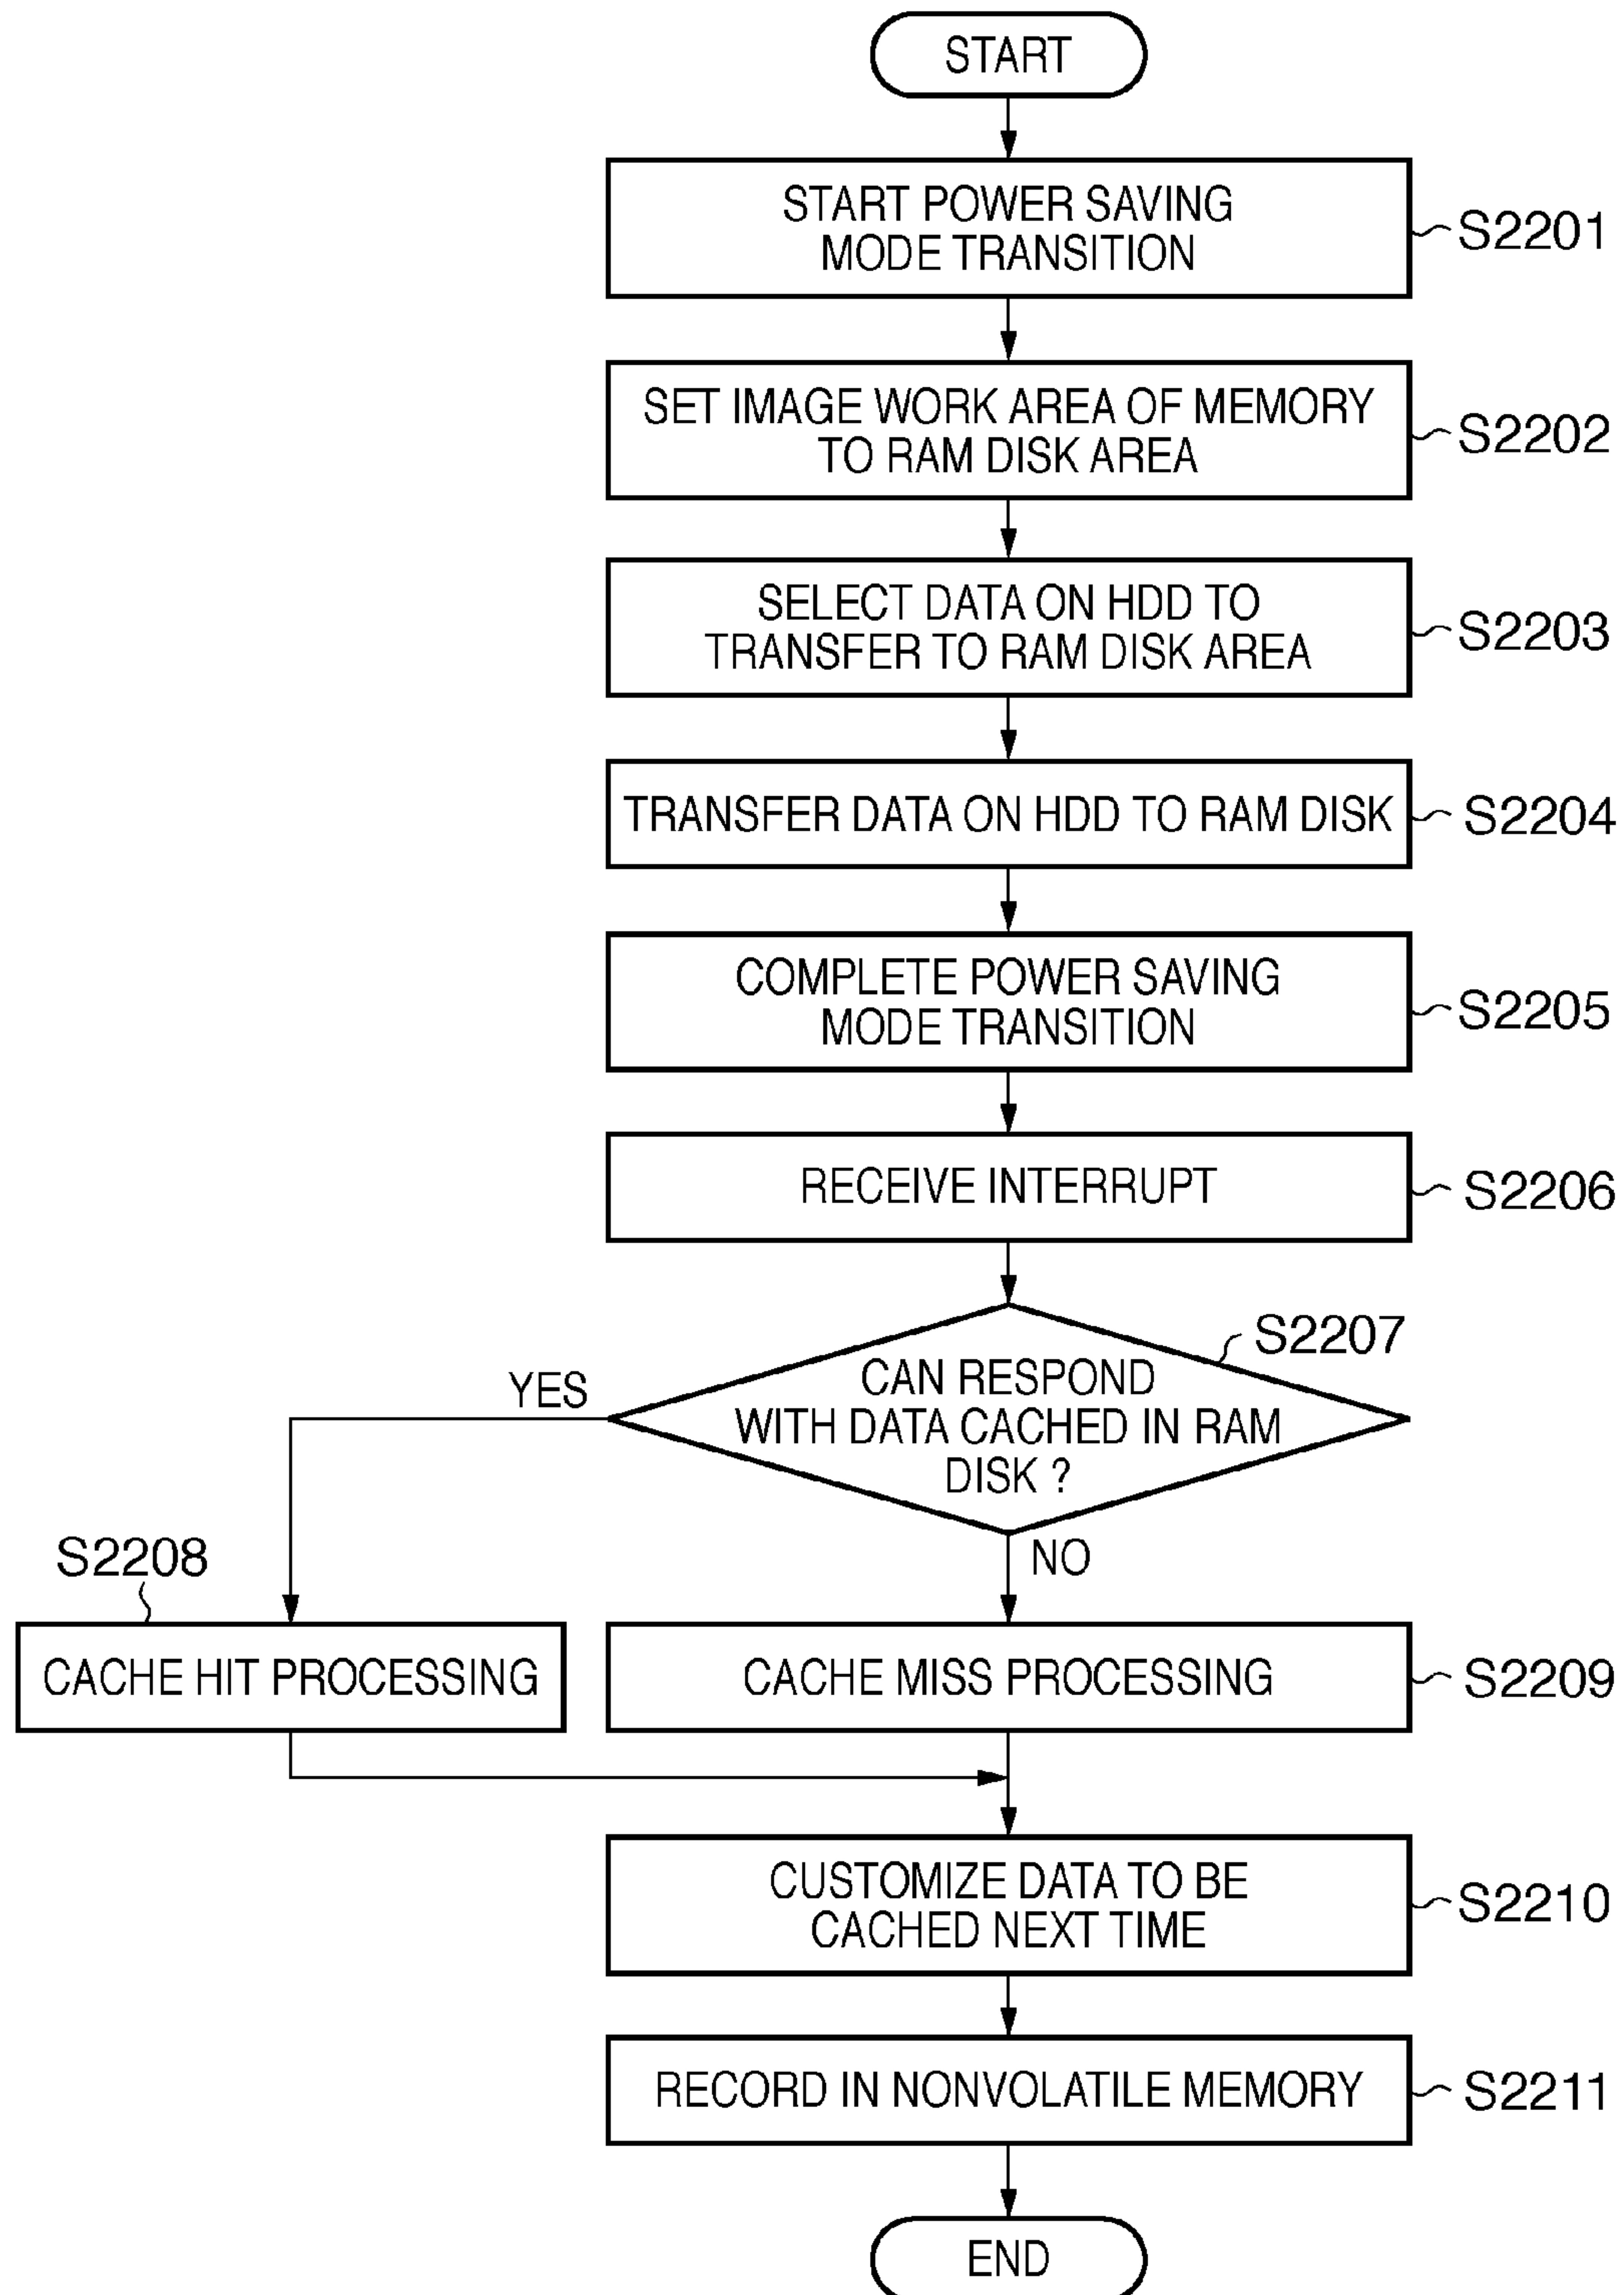 START
START POWER SAVING
MODE TRANSITION
S2201
SET IMAGE WORK AREA OF MEMORY
TO RAM DISK AREA
S2202
SELECT DATA ON HDD TO
TRANSFER TO RAM DISK AREA
S2203
TRANSFER DATA ON HDD TO RAM DISK
S2204
COMPLETE POWER SAVING
MODE TRANSITION
S2205
RECEIVE INTERRUPT
S2206
S2207
CAN RESPOND
WITH DATA CACHED IN RAM
DISK ?
YES
NO
S2208
CACHE HIT PROCESSING
CACHE MISS PROCESSING
S2209
CUSTOMIZE DATA TO BE
CACHED NEXT TIME
S2210
RECORD IN NONVOLATILE MEMORY
S2211
END